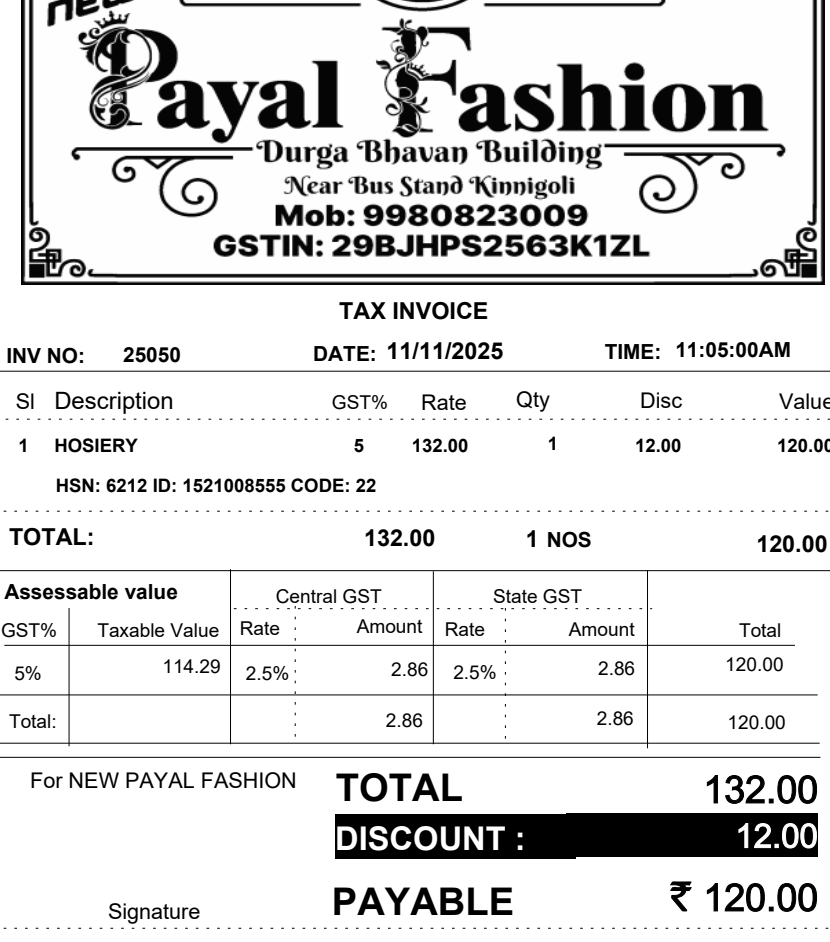 new
Payal Fashion
Durga Bhavan Building
Near Bus Stand Kinnigoli
Mob: 9980823009
GSTIN: 29BJHPS2563K1ZL
TAX INVOICE
INV NO: 25050 DATE: 11/11/2025 TIME: 11:05:00AM
Sl Description GST% Rate Qty Disc Value
1 HOSIERY 5 132.00 1 12.00 120.00
HSN: 6212 ID: 1521008555 CODE: 22
TOTAL: 132.00 1 NOS 120.00
Assessable value Central GST State GST
GST% Taxable Value Rate Amount Rate Amount Total
5% 114.29 2.5% 2.86 2.5% 2.86 120.00
Total: 2.86 2.86 120.00
For NEW PAYAL FASHION TOTAL 132.00
DISCOUNT : 12.00
Signature PAYABLE ₹ 120.00